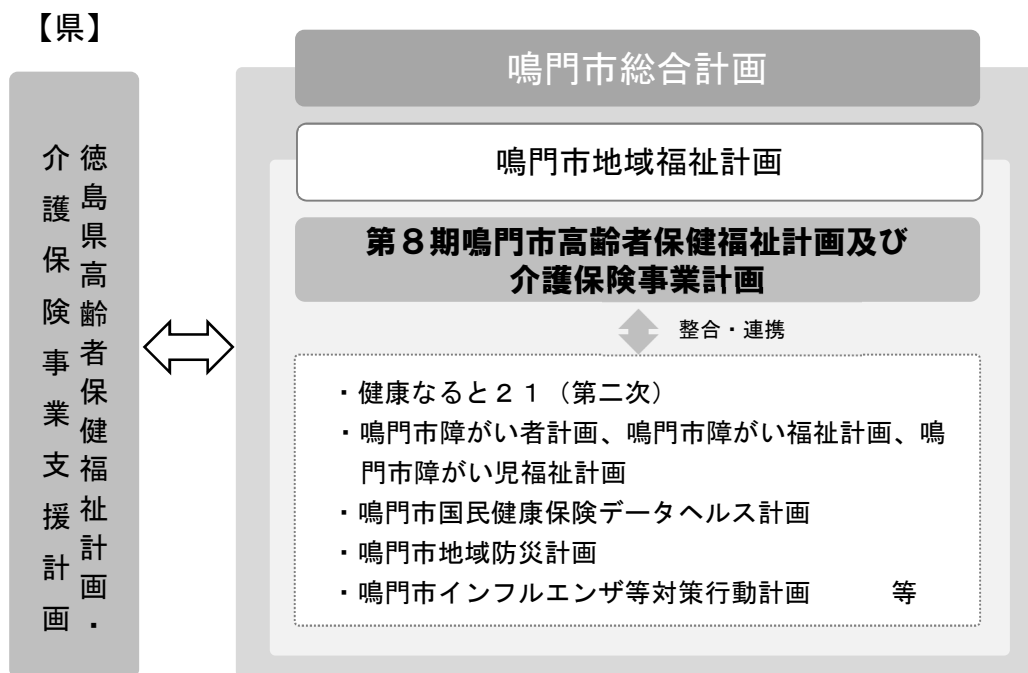 【県】
徳島県高齢者保健福祉計画・
介護保険事業支援計画
鳴門市総合計画
鳴門市地域福祉計画
第８期鳴門市高齢者保健福祉計画及び
介護保険事業計画
整合・連携
・健康なると２１（第二次）
・鳴門市障がい者計画、鳴門市障がい福祉計画、鳴
門市障がい児福祉計画
・鳴門市国民健康保険データヘルス計画
・鳴門市地域防災計画
・鳴門市インフルエンザ等対策行動計画　　　等